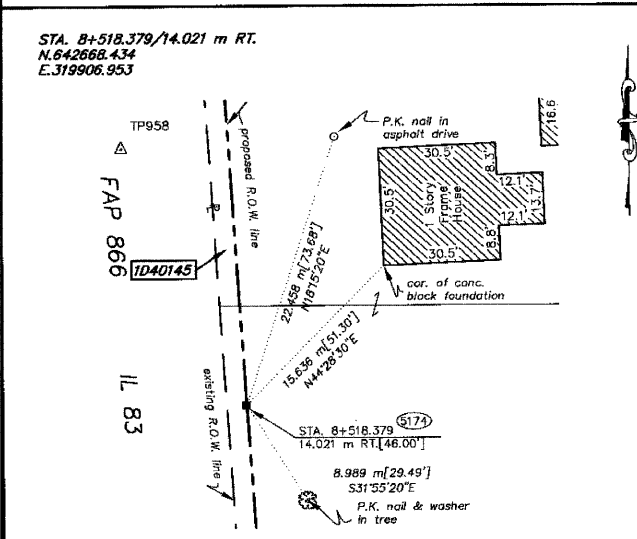 STA. 8+518.379/14.021 m RT.
N.642668.434
E.319906.953
TP958
P.K. nail in
asphalt drive
16.6
proposed R.O.W. line
30.5'
8.3'
12.1'
13.7'
30.5'
1 Story
Frame
House
12.1'
8.8'
30.5'
FAP 866
1D40145
22.458 m[73.68']
N18°15'20"E
cor. of conc.
block foundation
15.636 m[51.30']
N44°28'30"E
IL 83
existing R.O.W. line
STA. 8+518.379
5174
14.021 m RT.[46.00']
8.989 m[29.49']
S31°55'20"E
P.K. nail & washer
in tree